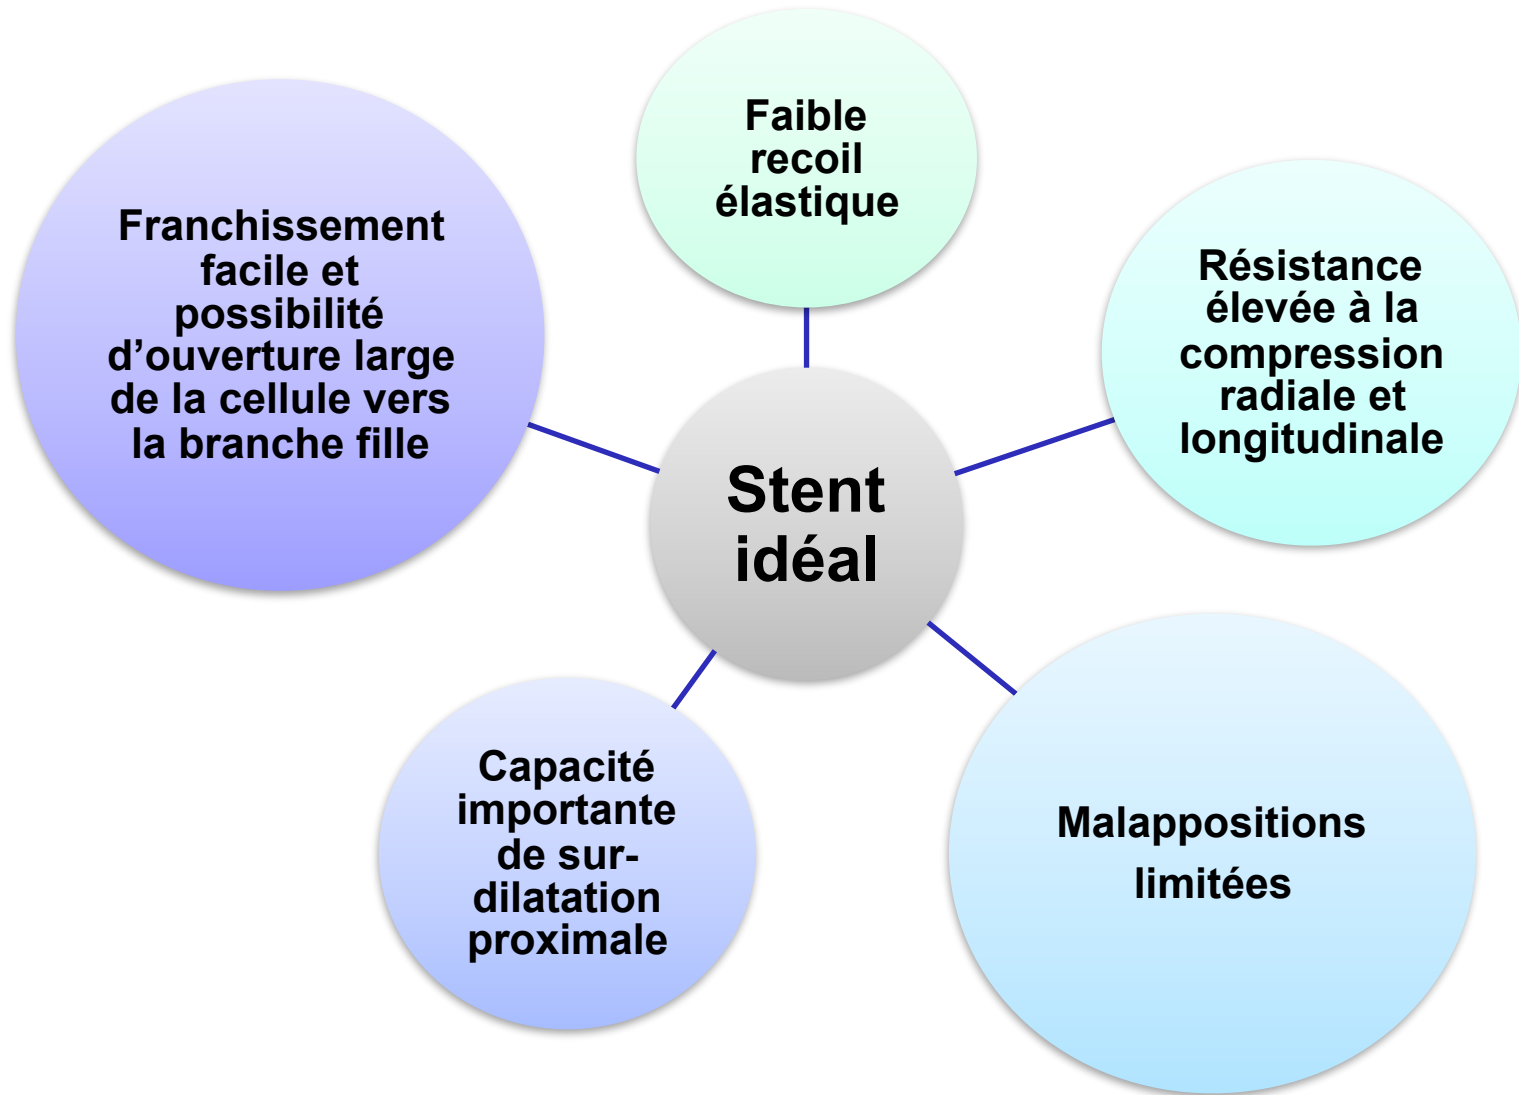 Faible
recoil
élastique
Franchissement
facile et
possibilité
d’ouverture large
de la cellule vers
la branche fille
Résistance
élevée à la
compression
radiale et
longitudinale
Stent
idéal
Capacité
importante
de sur-
dilatation
proximale
Malappositions
limitées